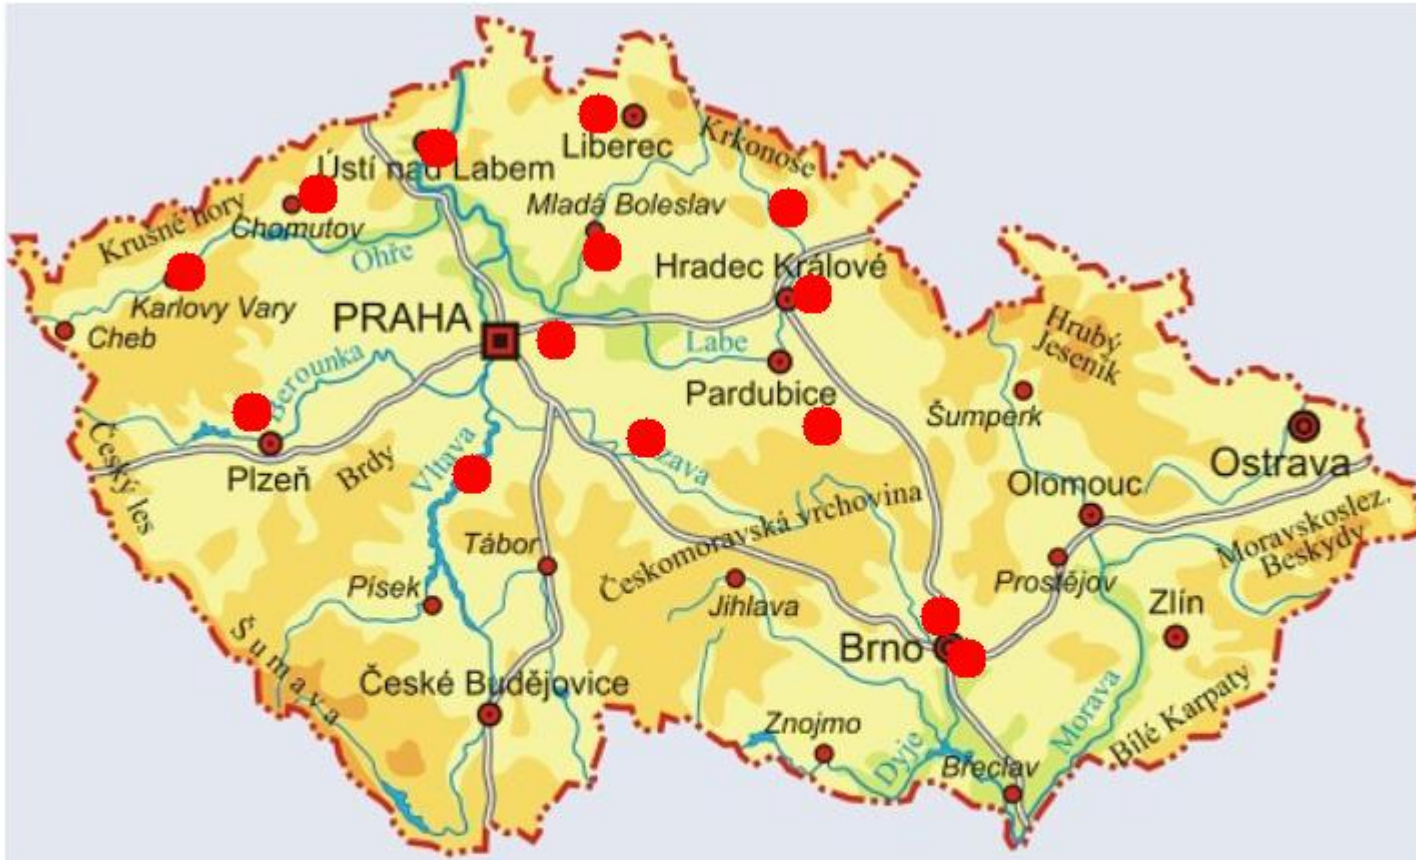 Liberec
Krkonoše
Ústí nad Labem
Mladá Boleslav
Krušné hory
Chomutov
Ohře
Hradec Králové
Karlovy Vary
PRAHA
Cheb
Labe
Hrubý
Jeseník
Berounka
Pardubice
Šumperk
Český les
Plzeň
Brdy
Vltava
Ostrava
Olomouc
Českomoravská vrchovina
Moravskoslez.
Beskydy
Tábor
Písek
Jihlava
Prostějov
Zlín
Šumava
Brno
České Budějovice
Znojmo
Dyje
Morava
Bílé Karpaty
Břeclav